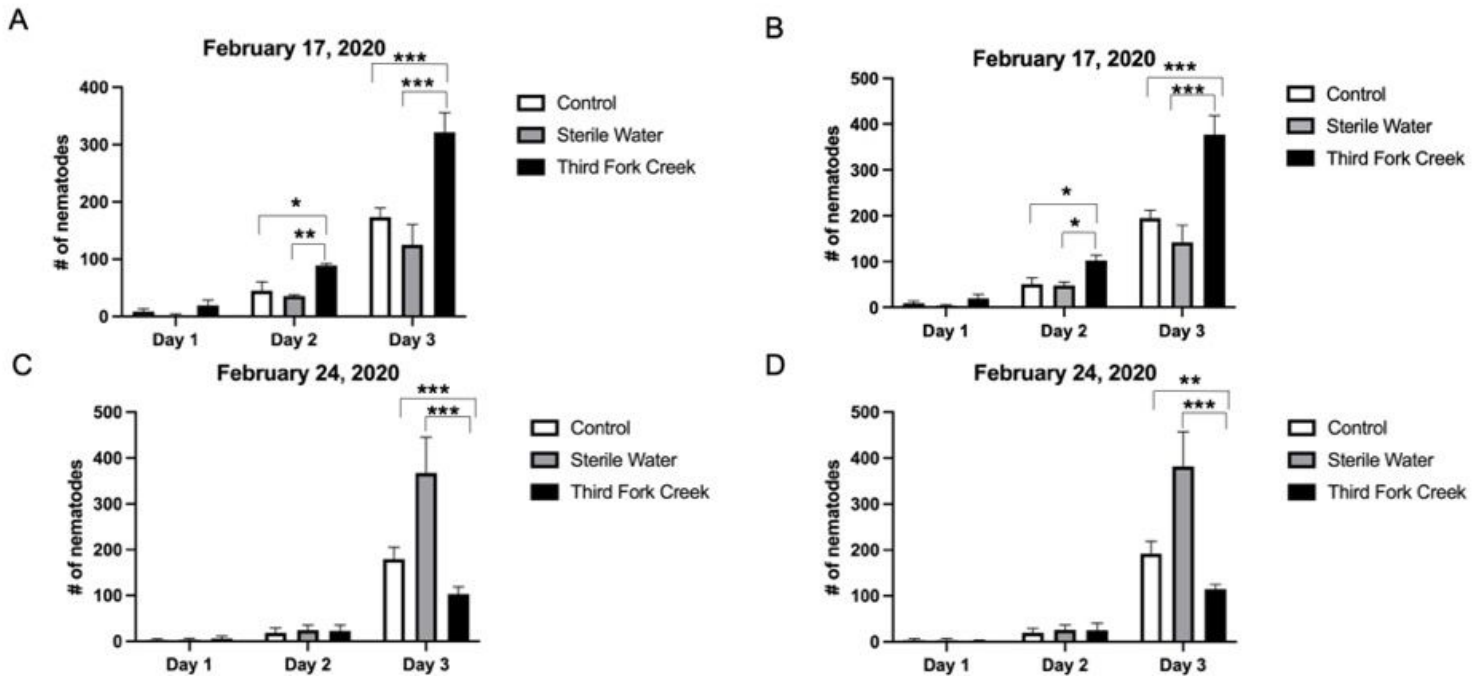 A
February 17, 2020
# of nematodes
400
300
200
100
0
Day 1
Day 2
Day 3
*
**
***
***
Control
Sterile Water
Third Fork Creek
B
February 17, 2020
# of nematodes
500
400
300
200
100
0
Day 1
Day 2
Day 3
*
*
***
***
Control
Sterile Water
Third Fork Creek
C
February 24, 2020
# of nematodes
500
400
300
200
100
0
Day 1
Day 2
Day 3
***
***
Control
Sterile Water
Third Fork Creek
D
February 24, 2020
# of nematodes
500
400
300
200
100
0
Day 1
Day 2
Day 3
**
***
Control
Sterile Water
Third Fork Creek